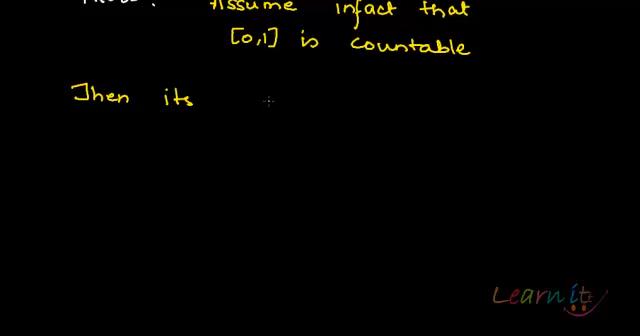 Assume infact that
[0,1] is countable
Then its
Learnit